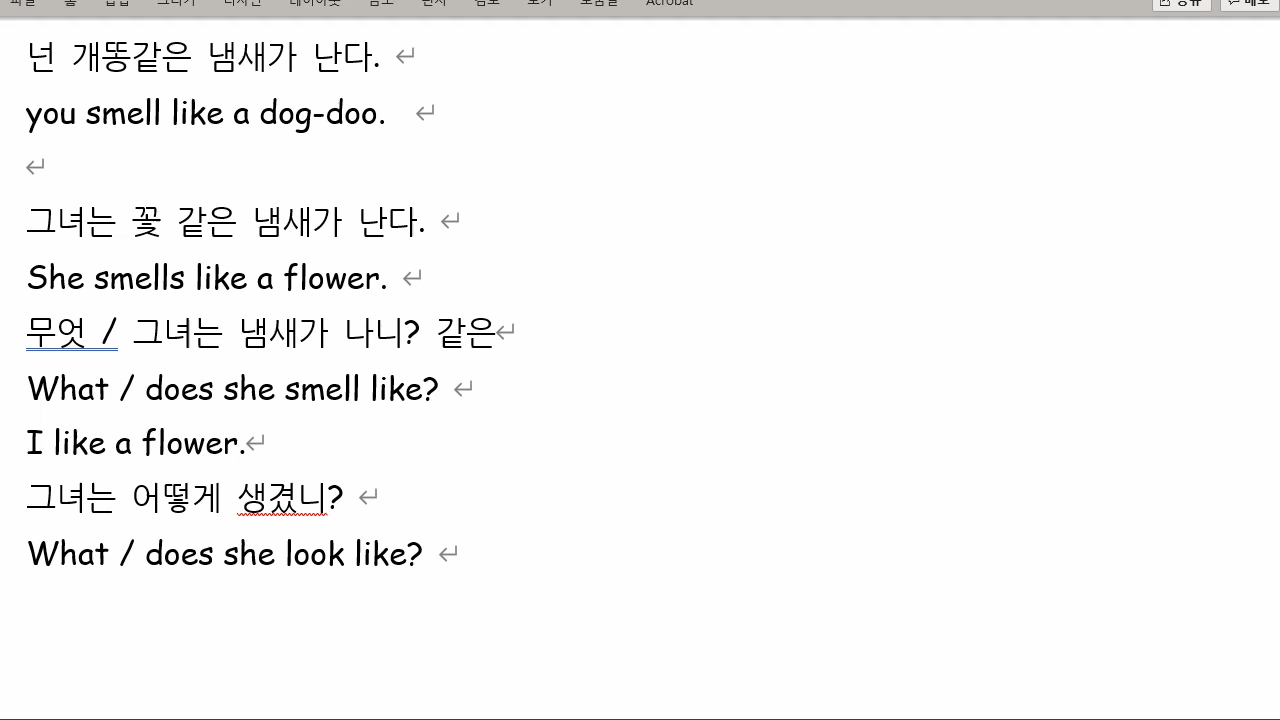 Acrobat
넌 개똥같은 냄새가 난다.
you smell like a dog-doo.
그녀는 꽃 같은 냄새가 난다.
She smells like a flower.
무엇 / 그녀는 냄새가 나니? 같은
What / does she smell like?
I like a flower.
그녀는 어떻게 생겼니?
What / does she look like?